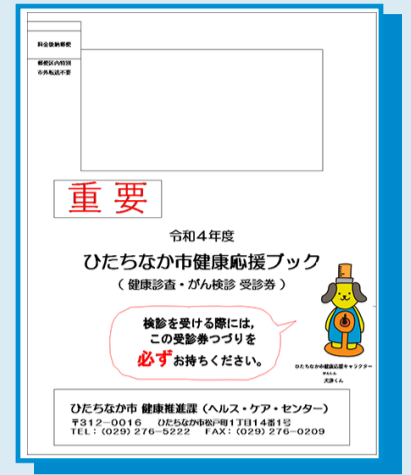 料金後納郵便
郵便区内特別
市外転送不要
重要
令和４年度
ひたちなか市健康応援ブック
（ 健康診査・がん検診 受診券 ）
検診を受ける際には,
この受診券つづりを
必ずお持ちください。
ひたちなか市健康応援キャラクター
ひたちなか市 健康推進課（ヘルス・ケア・センター）
〒312－0016　ひたちなか市松戸町１丁目14番1号
TEL：（029）276－5222　FAX：（029）276－0209